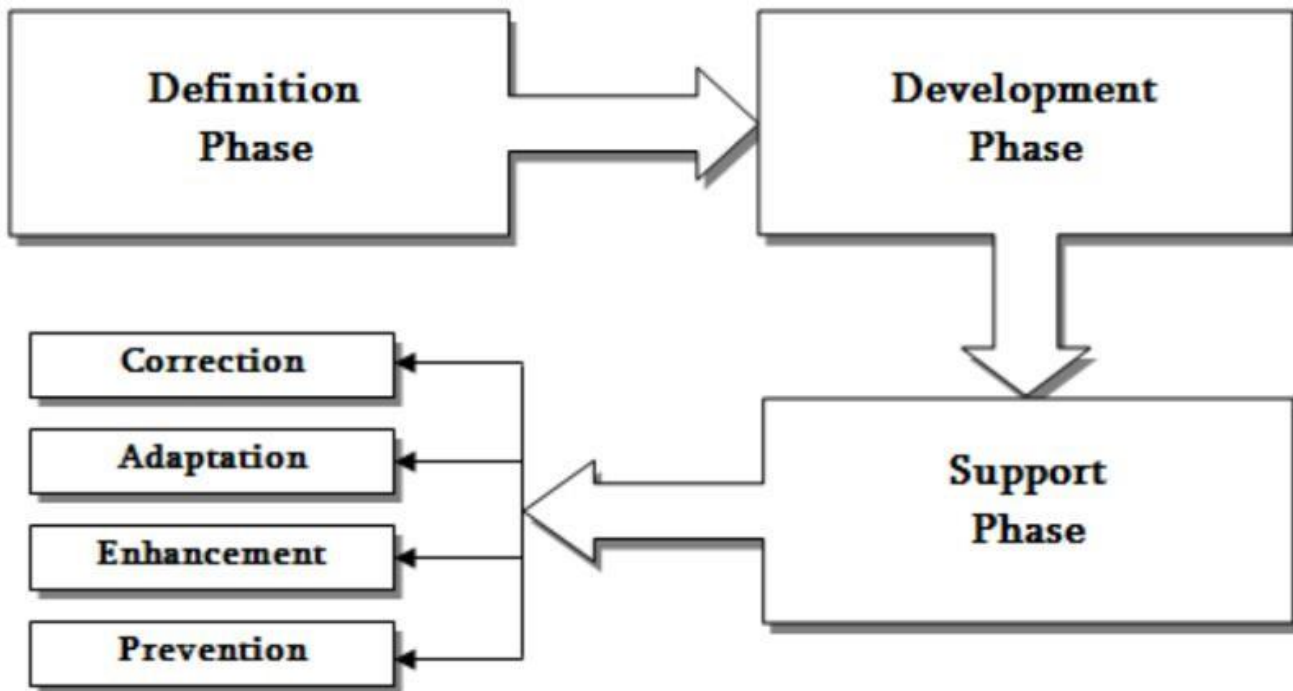 Definition
Phase
Development
Phase
Correction
Adaptation
Enhancement
Prevention
Support
Phase